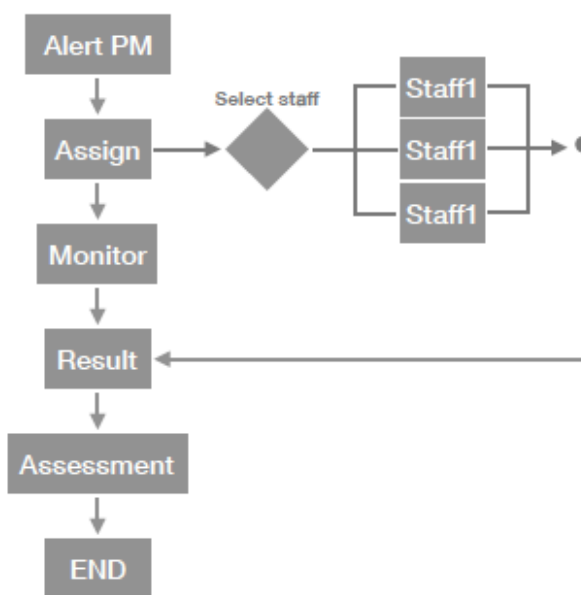 Alert PM
Select staff
Staff1
Assign
Staff1
Staff1
Monitor
Result
Assessment
END